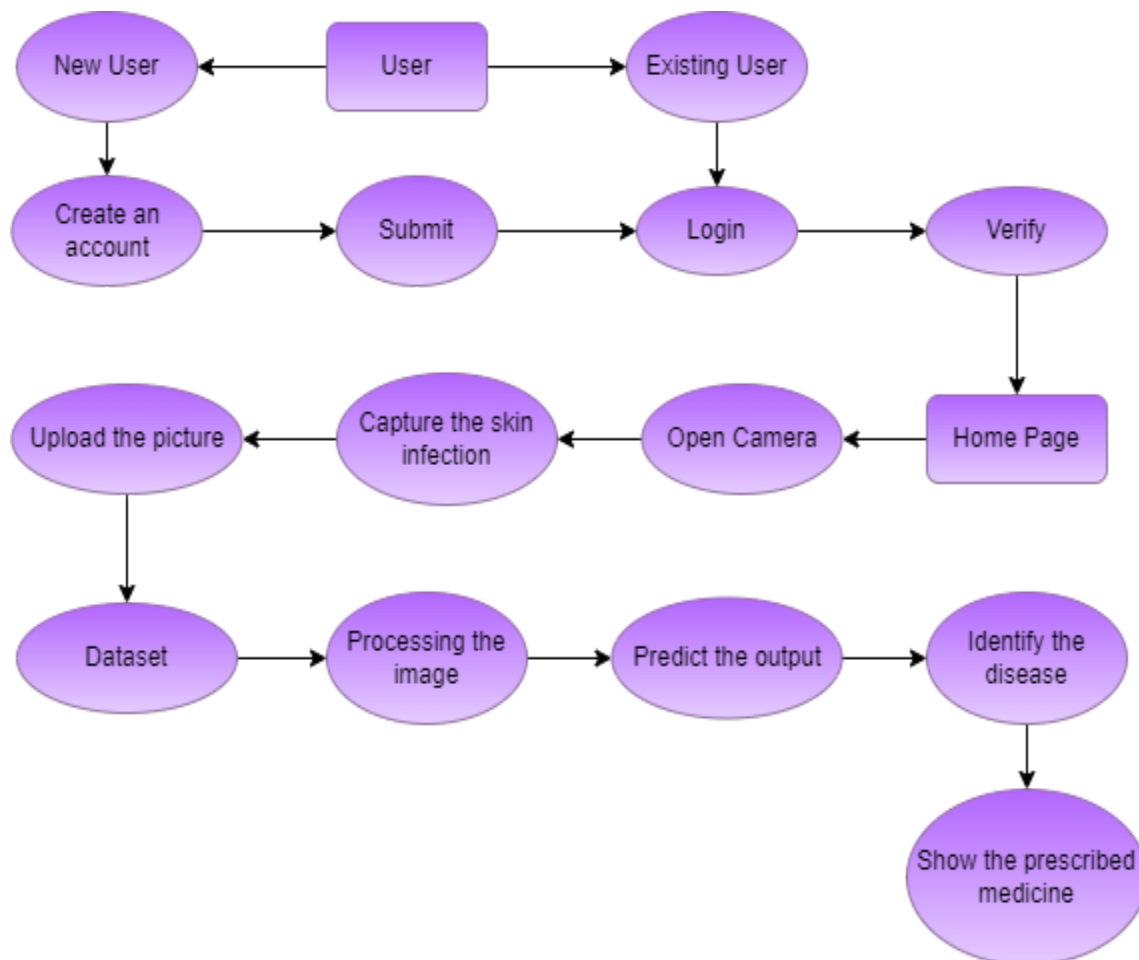 New User
User
Existing User
Create an
account
Submit
Login
Verify
Upload the picture
Capture the skin
infection
Open Camera
Home Page
Dataset
Processing the
image
Predict the output
Identify the
disease
Show the prescribed
medicine